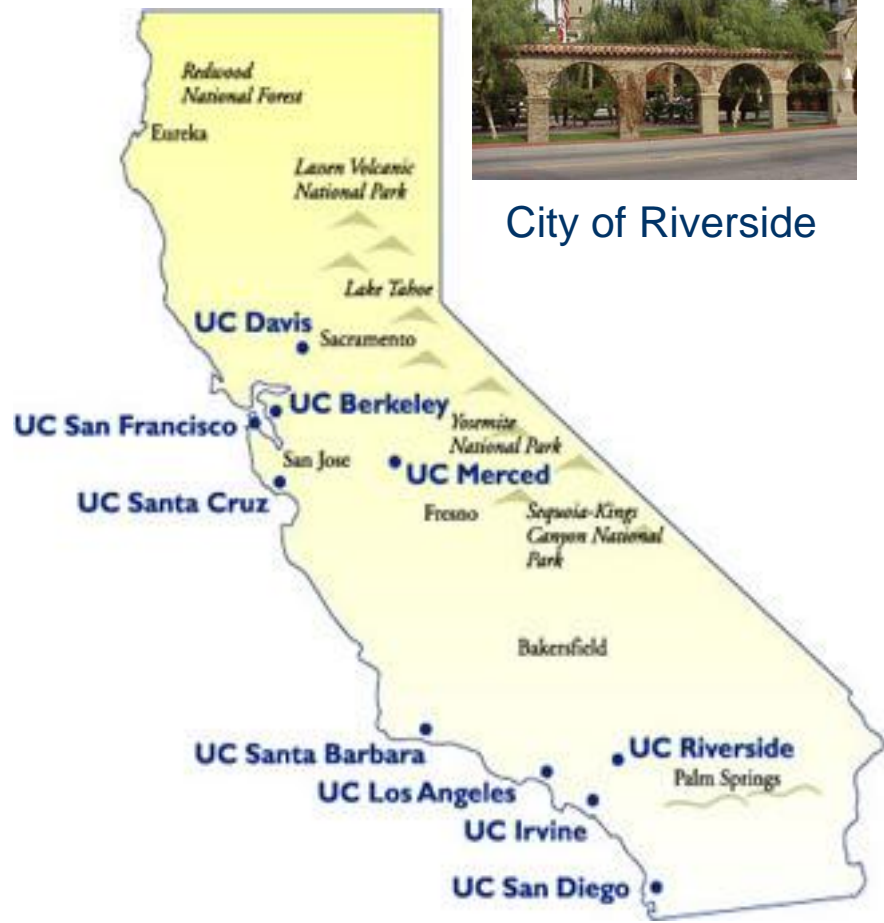 Redwood
National Forest
Eureka
Lassen Volcanic
National Park
City of Riverside
Lake Tahoe
UC Davis
Sacramento
UC Berkeley
UC San Francisco
Yosemite
National Park
San Jose
UC Merced
UC Santa Cruz
Fresno
Sequoia-Kings
Canyon National
Park
Bakersfield
UC Santa Barbara
UC Riverside
Palm Springs
UC Los Angeles
UC Irvine
UC San Diego